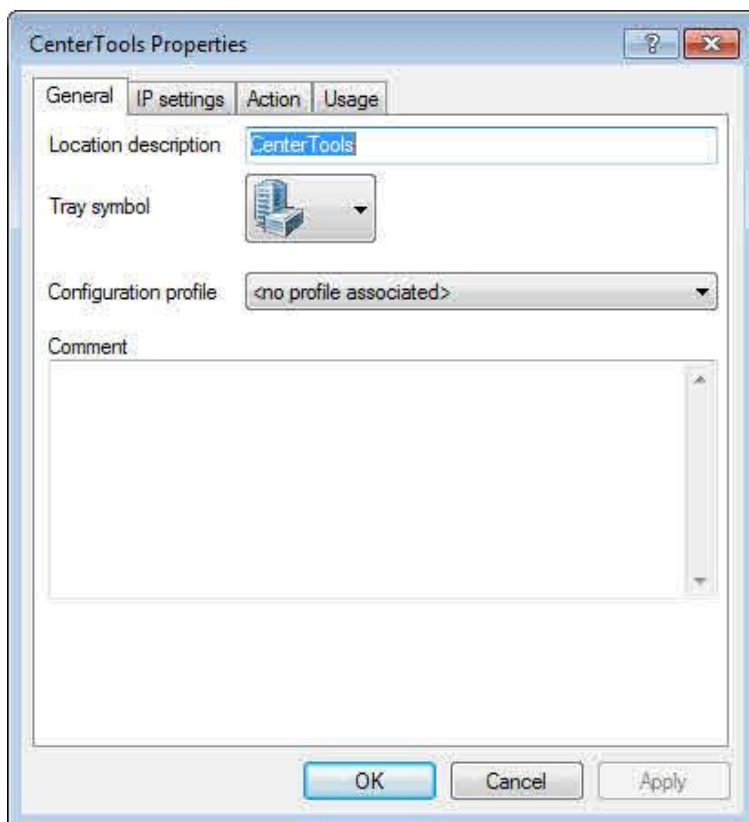 CenterTools Properties
General IP settings Action Usage
Location description CenterTools
Tray symbol
Configuration profile <no profile associated>
Comment
OK Cancel Apply